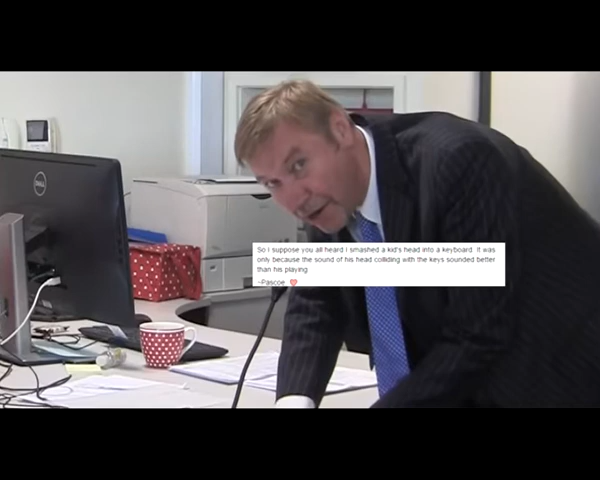 DELL
So I suppose you all heard I smashed a kid's head into a keyboard. It was
only because the sound of his head colliding with the keys sounded better
than his playing
-Pascoe ❤